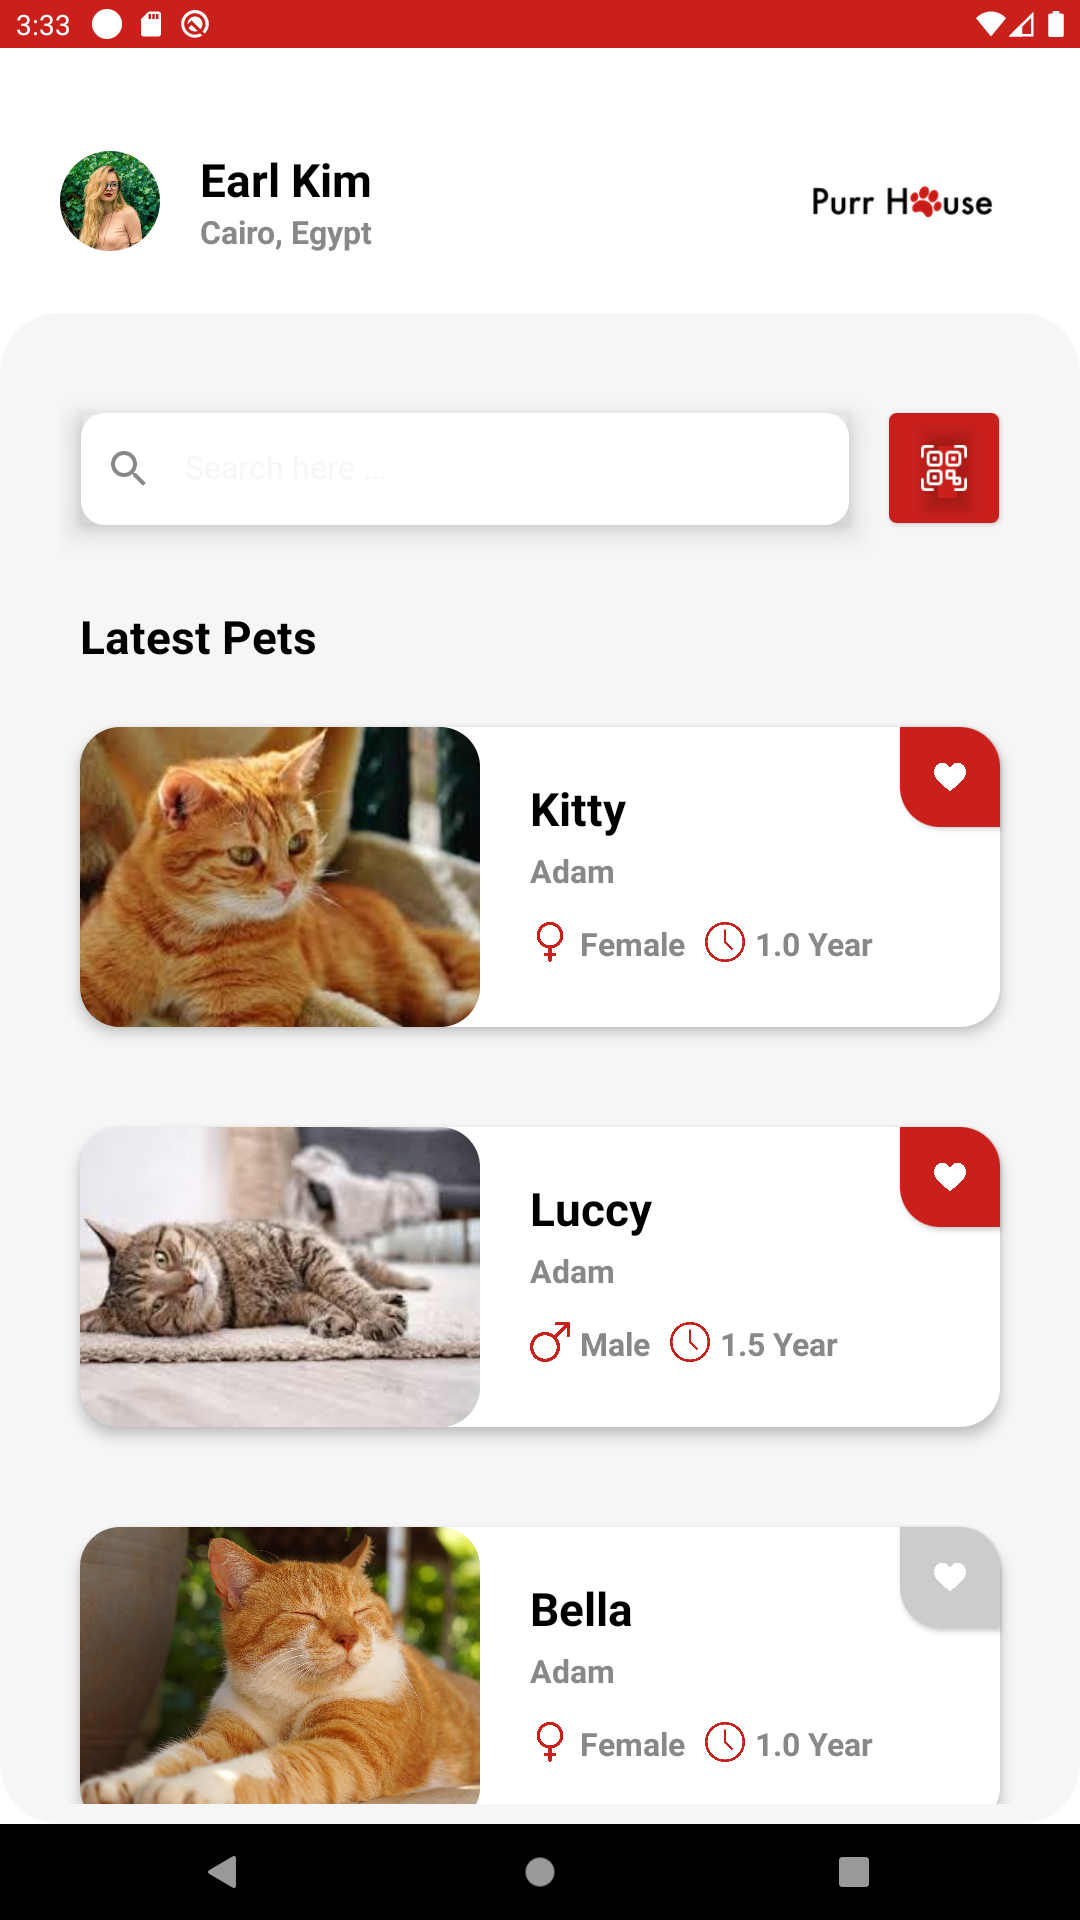 3:33
Earl Kim
Cairo, Egypt
Purr House
Search here ...
Latest Pets
Kitty
Adam
Female 1.0 Year
Luccy
Adam
Male 1.5 Year
Bella
Adam
Female 1.0 Year